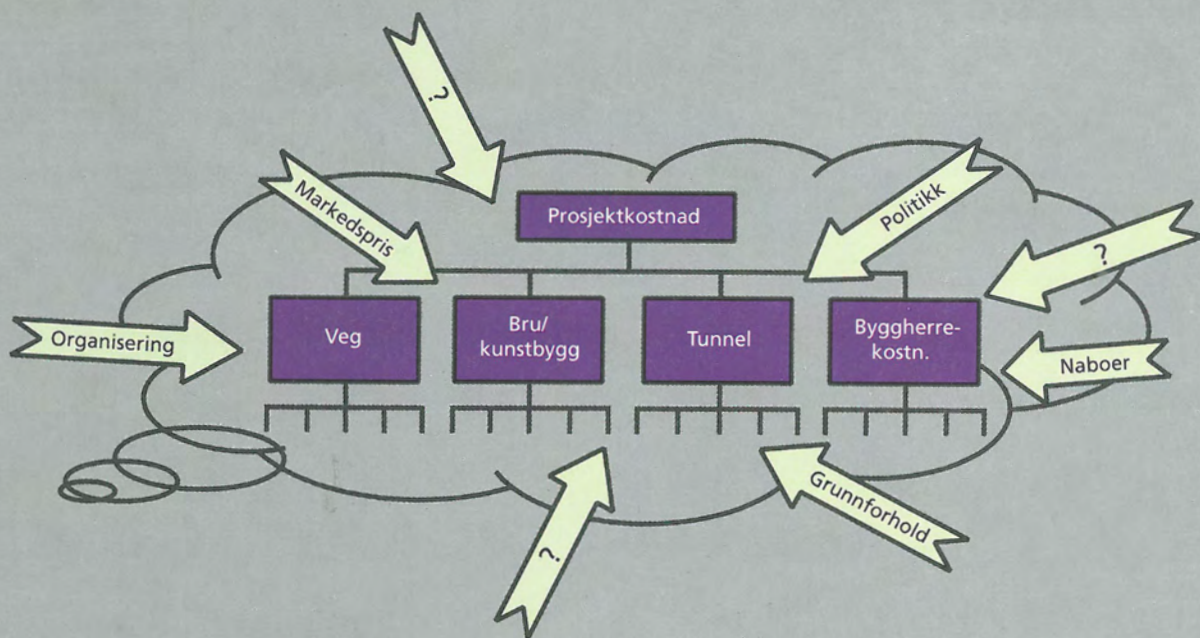 ?
Markedspris
Prosjektkostnad
Politikk
?
Organisering
Veg
Bru/
kunstbygg
Tunnel
Byggherre-
kostn.
Naboer
?
Grunnforhold